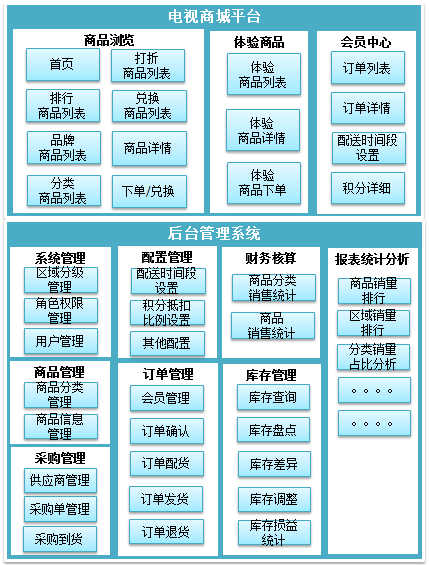 电视商城平台
商品浏览
首页
打折
商品列表
排行
商品列表
兑换
商品列表
品牌
商品列表
商品详情
分类
商品列表
下单/兑换
体验商品
体验
商品列表
体验
商品详情
体验
商品下单
会员中心
订单列表
订单详情
配送时间段
设置
积分详细
后台管理系统
系统管理
区域分级
管理
角色权限
管理
用户管理
商品管理
商品分类
管理
商品信息
管理
采购管理
供应商管理
采购单管理
采购到货
配置管理
配送时间段
设置
积分抵扣
比例设置
其他配置
订单管理
会员管理
订单确认
订单配货
订单发货
订单退货
财务核算
商品分类
销售统计
商品
销售统计
库存管理
库存查询
库存盘点
库存差异
库存调整
库存损益
统计
报表统计分析
商品销量
排行
区域销量
排行
分类销量
占比分析
。。。。
。。。。